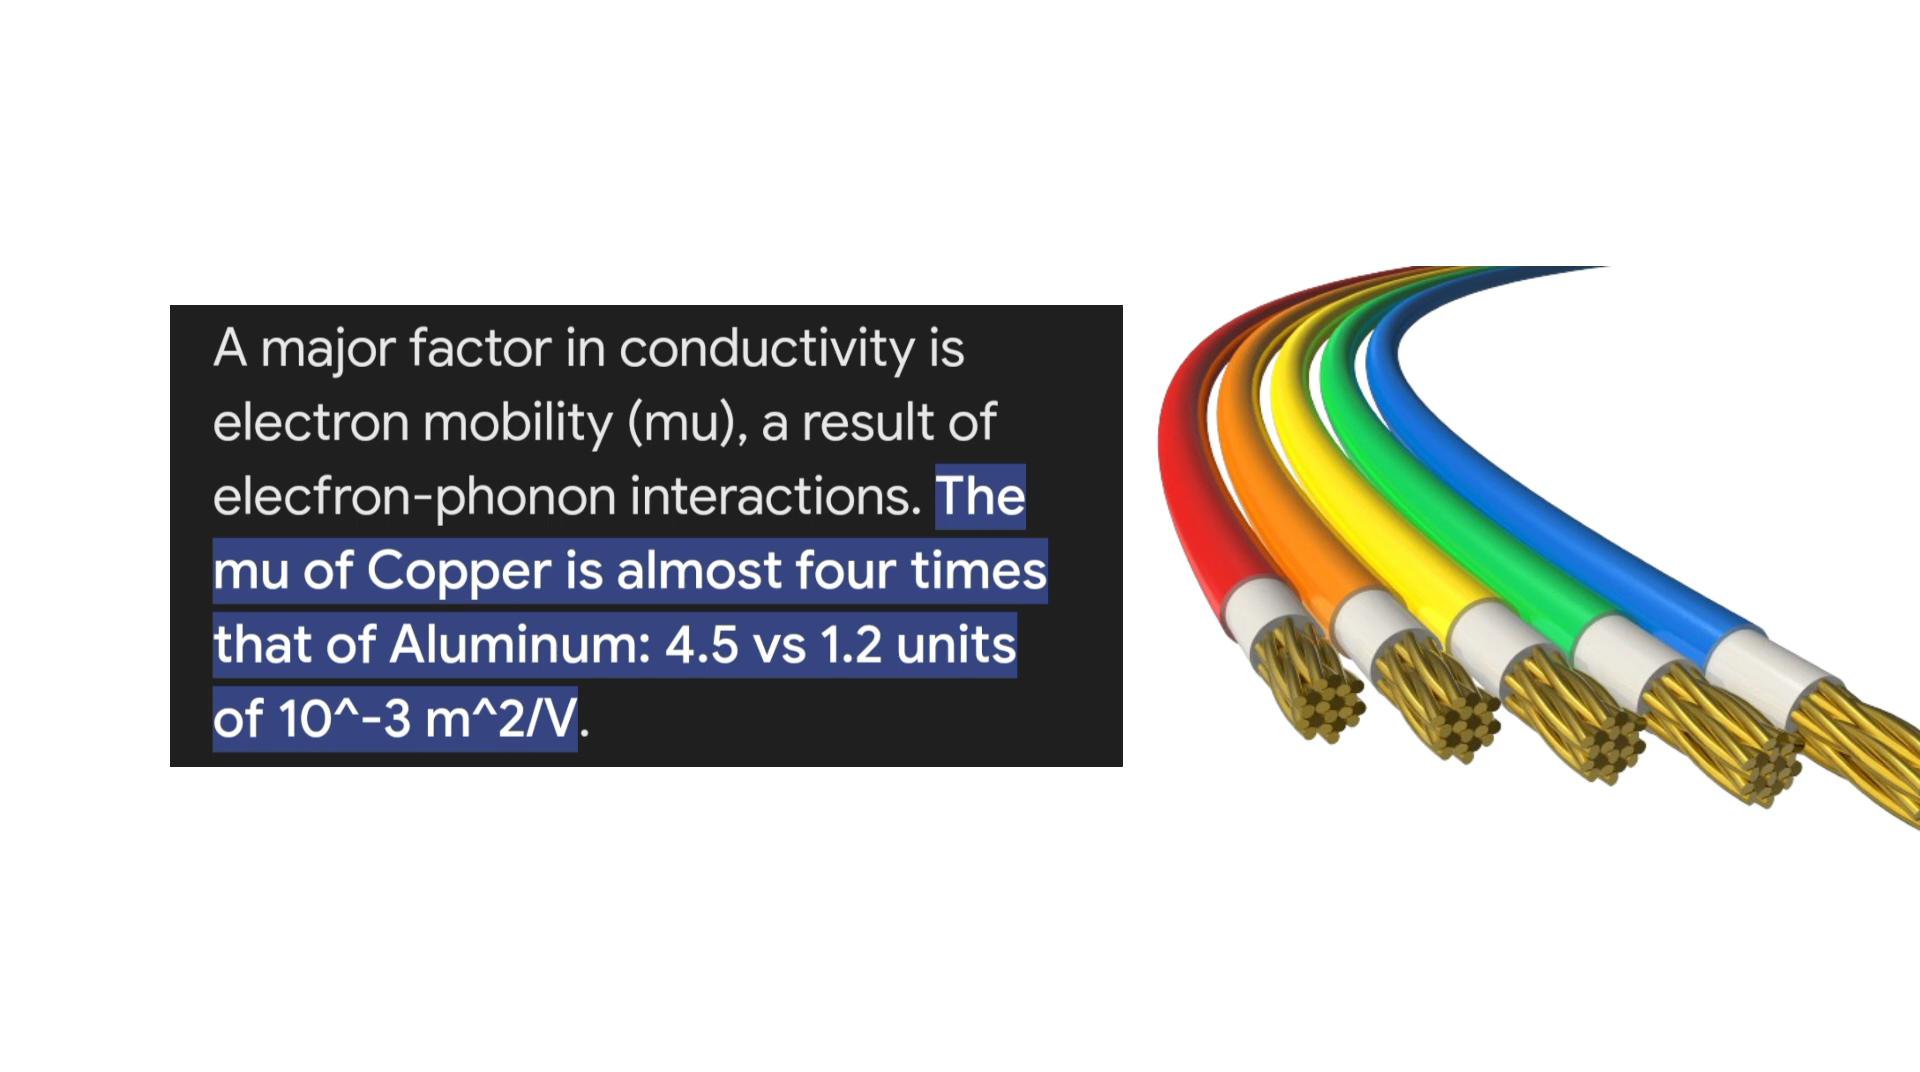 A major factor in conductivity is
electron mobility (mu), a result of
elecfron-phonon interactions. The
mu of Copper is almost four times
that of Aluminum: 4.5 vs 1.2 units
of 10^-3 m^2/V.